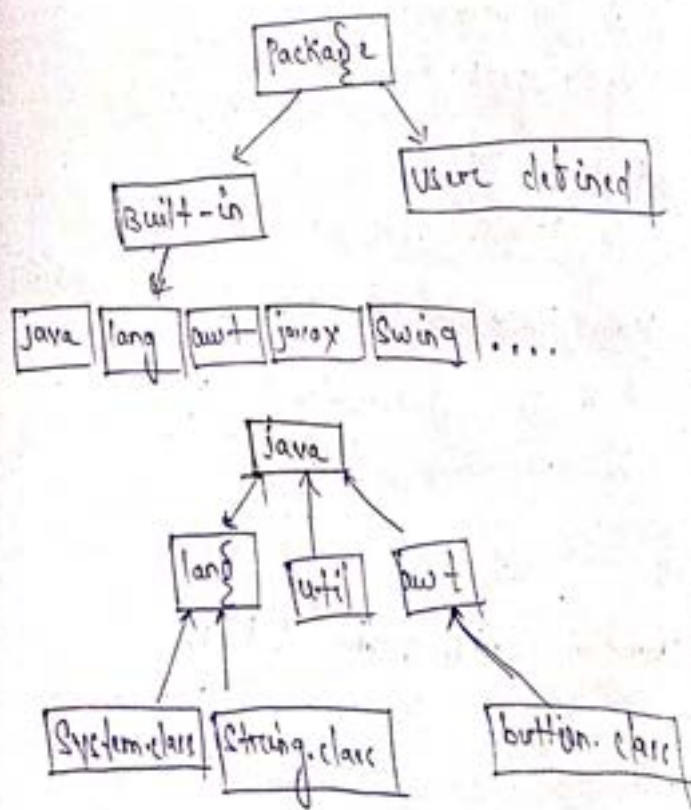 Package
Built-in
User defined
java lang awt javax Swing ....
java
lang util awt
System.class String.class button.class